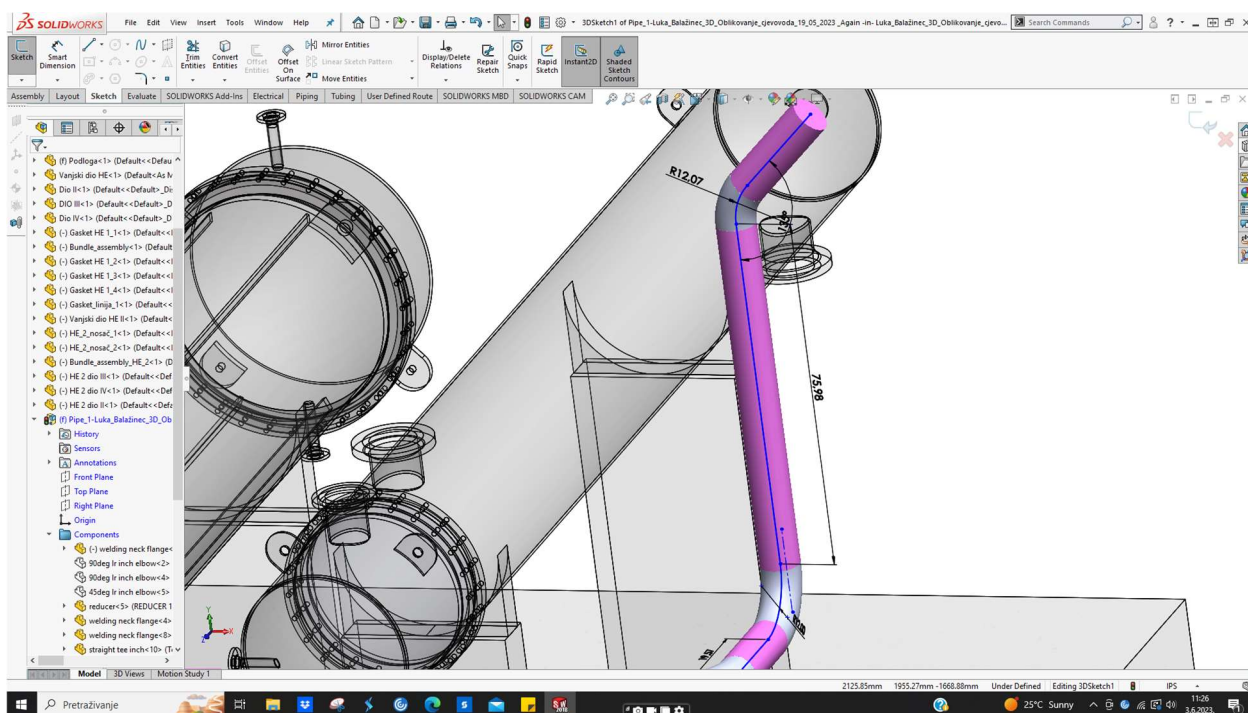 SOLIDWORKS
File Edit View Insert Tools Window Help
3DSketch1 of Pipe_1-Luka_Balažinec_3D_Oblikovanje_cjevovoda_19_05_2023 _Again -in- Luka_Balažinec_3D_Oblikovanje_cjevo...
Search Commands
Sketch
Smart Dimension
Trim Entities
Convert Entities
Offset Entities
Offset On Surface
Mirror Entities
Linear Sketch Pattern
Move Entities
Display/Delete Relations
Repair Sketch
Quick Snaps
Rapid Sketch
Instant2D
Shaded Sketch Contours
Assembly Layout Sketch Evaluate SOLIDWORKS Add-Ins Electrical Piping Tubing User Defined Route SOLIDWORKS MBD SOLIDWORKS CAM
(f) Podloga<1> (Default<<Defau
Vanjski dio HE<1> (Default<As M
Dio II<1> (Default<<Default>_Di
DIO III<1> (Default<<Default>_D
Dio IV<1> (Default<<Default>_D
(-) Gasket HE 1_1<1> (Default<<
(-) Bundle_assembly<1> (Default
(-) Gasket HE 1_2<1> (Default<<
(-) Gasket HE 1_3<1> (Default<<
(-) Gasket HE 1_4<1> (Default<<
(-) Gasket_linija_1<1> (Default<<
(-) Vanjski dio HE II<1> (Default<
(-) HE_2_nosač_1<1> (Default<<
(-) HE_2_nosač_2<1> (Default<<
(-) Bundle_assembly_HE_2<1> (D
(-) HE 2 dio III<1> (Default<<Def
(-) HE 2 dio IV<1> (Default<<Def
(-) HE 2 dio II<1> (Default<<Defa
(f) Pipe_1-Luka_Balažinec_3D_Ob
History
Sensors
Annotations
Front Plane
Top Plane
Right Plane
Origin
Components
(-) welding neck flange<
90deg lr inch elbow<2>
90deg lr inch elbow<4>
45deg lr inch elbow<5>
reducer<5> (REDUCER 1
welding neck flange<4>
welding neck flange<8>
straight tee inch<10> (T
R12.07
75.98
Y
X
Z
Model 3D Views Motion Study 1
2125.85mm 1955.27mm -1668.88mm Under Defined Editing 3DSketch1 IPS
Pretraživanje
25°C Sunny
11:26
3.6.2023.